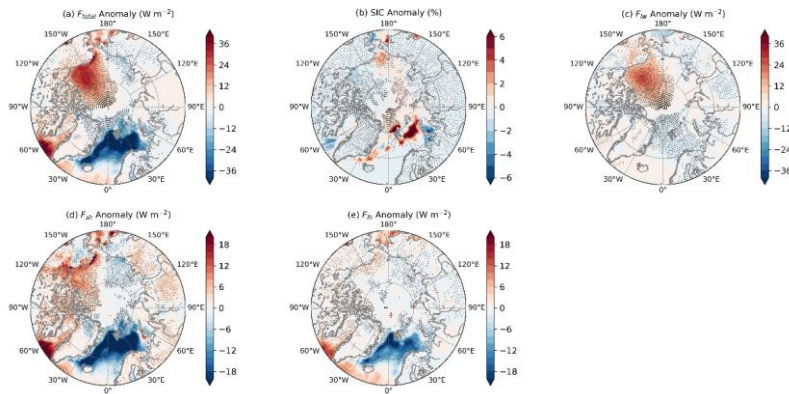 (a) F_total Anomaly (W m⁻²)
180°
150°W
150°E
120°W
120°E
90°W
90°E
60°W
60°E
30°W
30°E
0°
36
24
12
0
−12
−24
−36
(b) SIC Anomaly (%)
180°
150°W
150°E
120°W
120°E
90°W
90°E
60°W
60°E
30°W
30°E
0°
6
4
2
0
−2
−4
−6
(c) F_lw Anomaly (W m⁻²)
180°
150°W
150°E
120°W
120°E
90°W
90°E
60°W
60°E
30°W
30°E
0°
36
24
12
0
−12
−24
−36
(d) F_sh Anomaly (W m⁻²)
180°
150°W
150°E
120°W
120°E
90°W
90°E
60°W
60°E
30°W
30°E
0°
18
12
6
0
−6
−12
−18
(e) F_lh Anomaly (W m⁻²)
180°
150°W
150°E
120°W
120°E
90°W
90°E
60°W
60°E
30°W
30°E
0°
18
12
6
0
−6
−12
−18